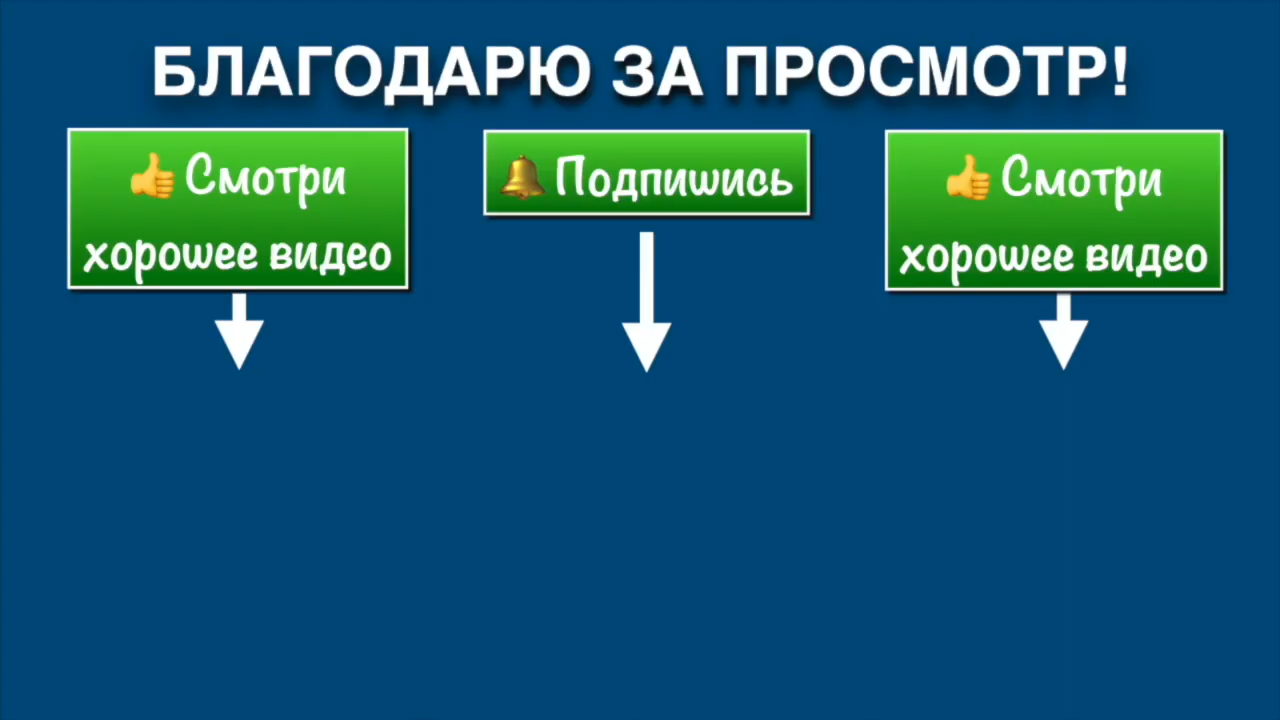 БЛАГОДАРЮ ЗА ПРОСМОТР!
👍 Смотри
хорошее видео
🔔 Подпишись
👍 Смотри
хорошее видео